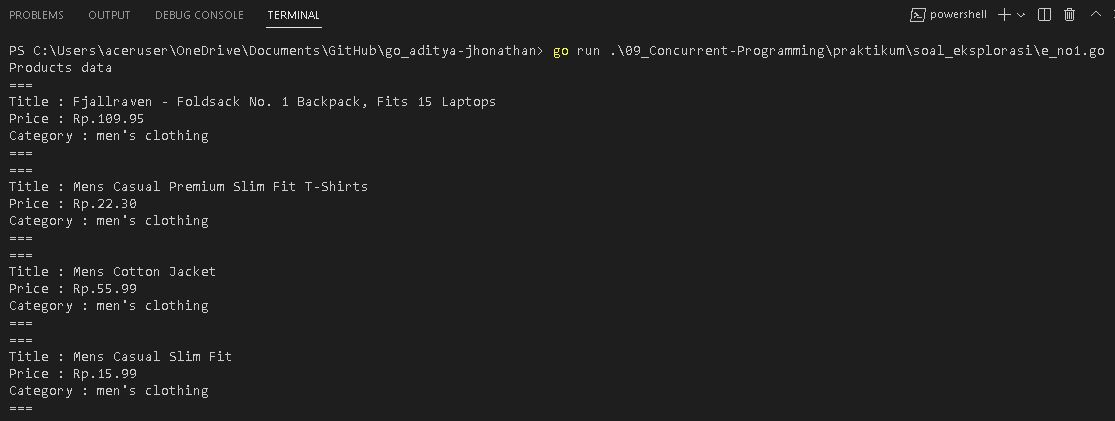 PROBLEMS OUTPUT DEBUG CONSOLE TERMINAL powershell
PS C:\Users\aceruser\OneDrive\Documents\GitHub\go_aditya-jhonathan> go run .\09_Concurrent-Programming\praktikum\soal_eksplorasi\e_no1.go
Products data
===
Title : Fjallraven - Foldsack No. 1 Backpack, Fits 15 Laptops
Price : Rp.109.95
Category : men's clothing
===
===
Title : Mens Casual Premium Slim Fit T-Shirts
Price : Rp.22.30
Category : men's clothing
===
===
Title : Mens Cotton Jacket
Price : Rp.55.99
Category : men's clothing
===
===
Title : Mens Casual Slim Fit
Price : Rp.15.99
Category : men's clothing
===